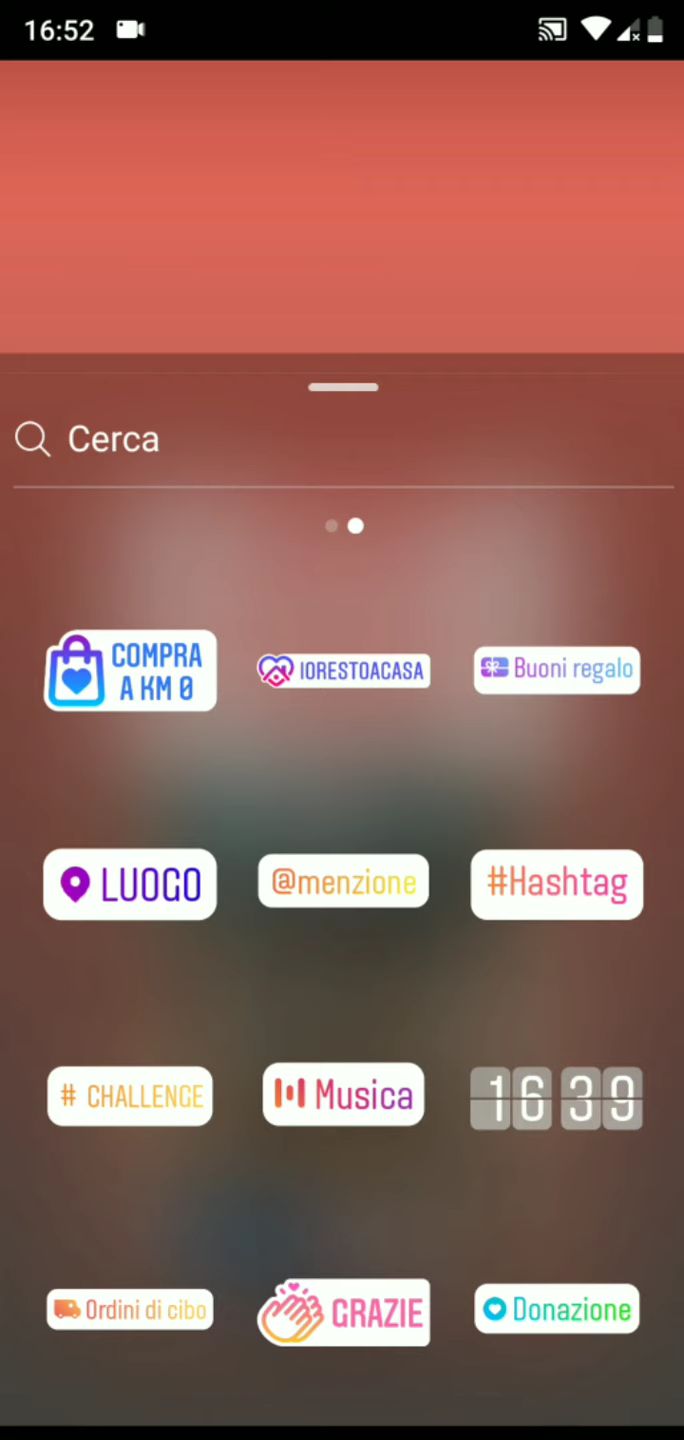 16:52
Cerca
COMPRA
A KM 0
IORESTOACASA
Buoni regalo
LUOGO
@menzione
#Hashtag
# CHALLENGE
Musica
16 39
Ordini di cibo
GRAZIE
Donazione